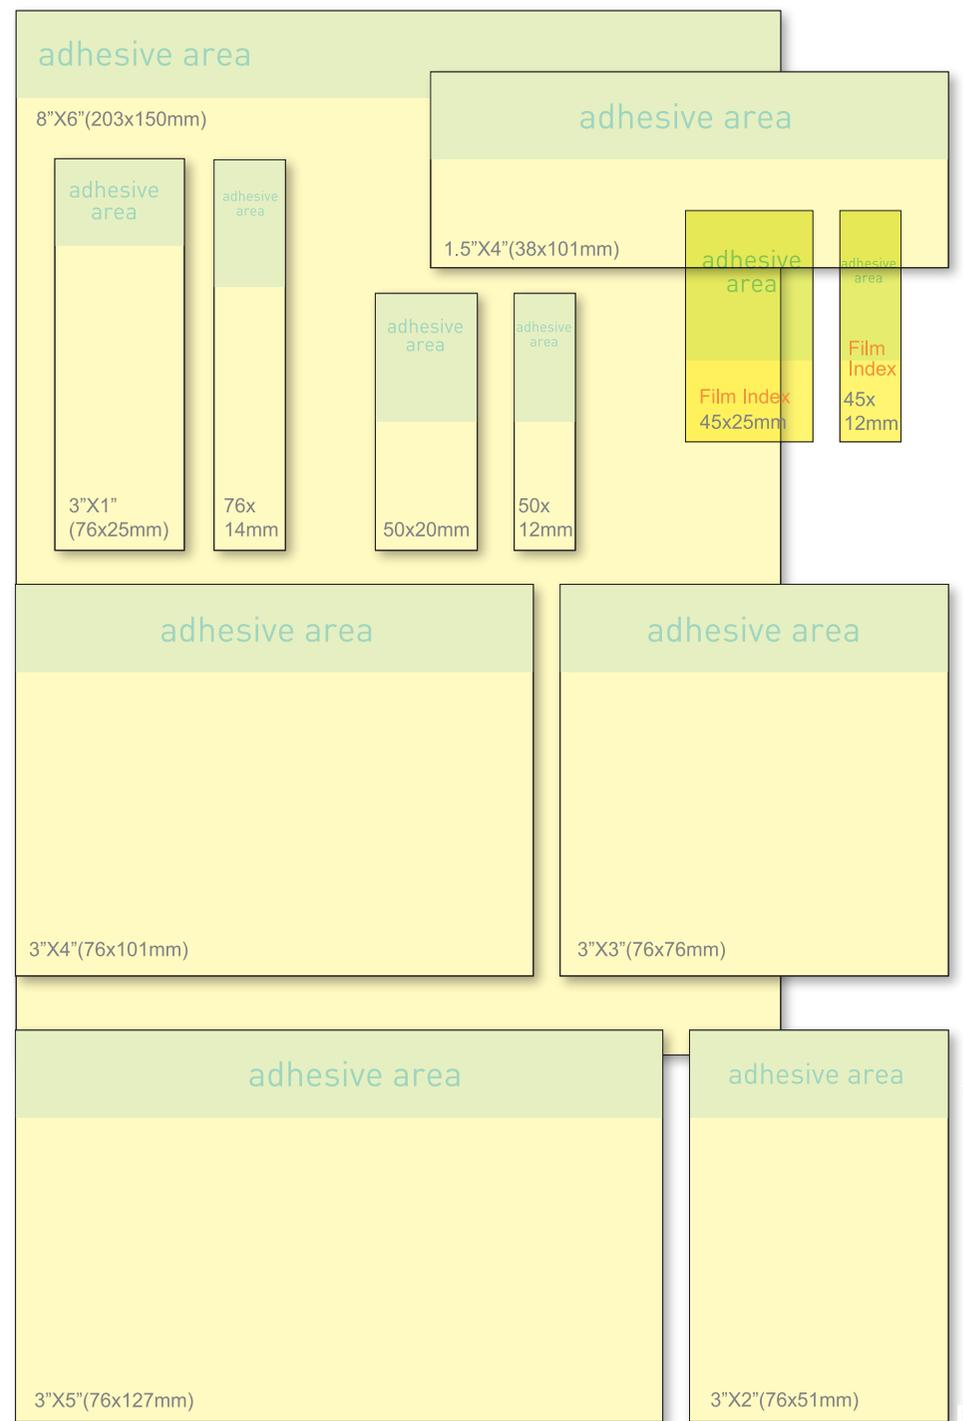 adhesive area
8”X6”(203x150mm)
adhesive area
1.5”X4”(38x101mm)
adhesive
area
3”X1”
(76x25mm)
adhesive
area
76x
14mm
adhesive
area
50x20mm
adhesive
area
50x
12mm
adhesive
area
Film Index
45x25mm
adhesive
area
Film
Index
45x
12mm
adhesive area
3”X4”(76x101mm)
adhesive area
3”X3”(76x76mm)
adhesive area
3”X5”(76x127mm)
adhesive area
3”X2”(76x51mm)